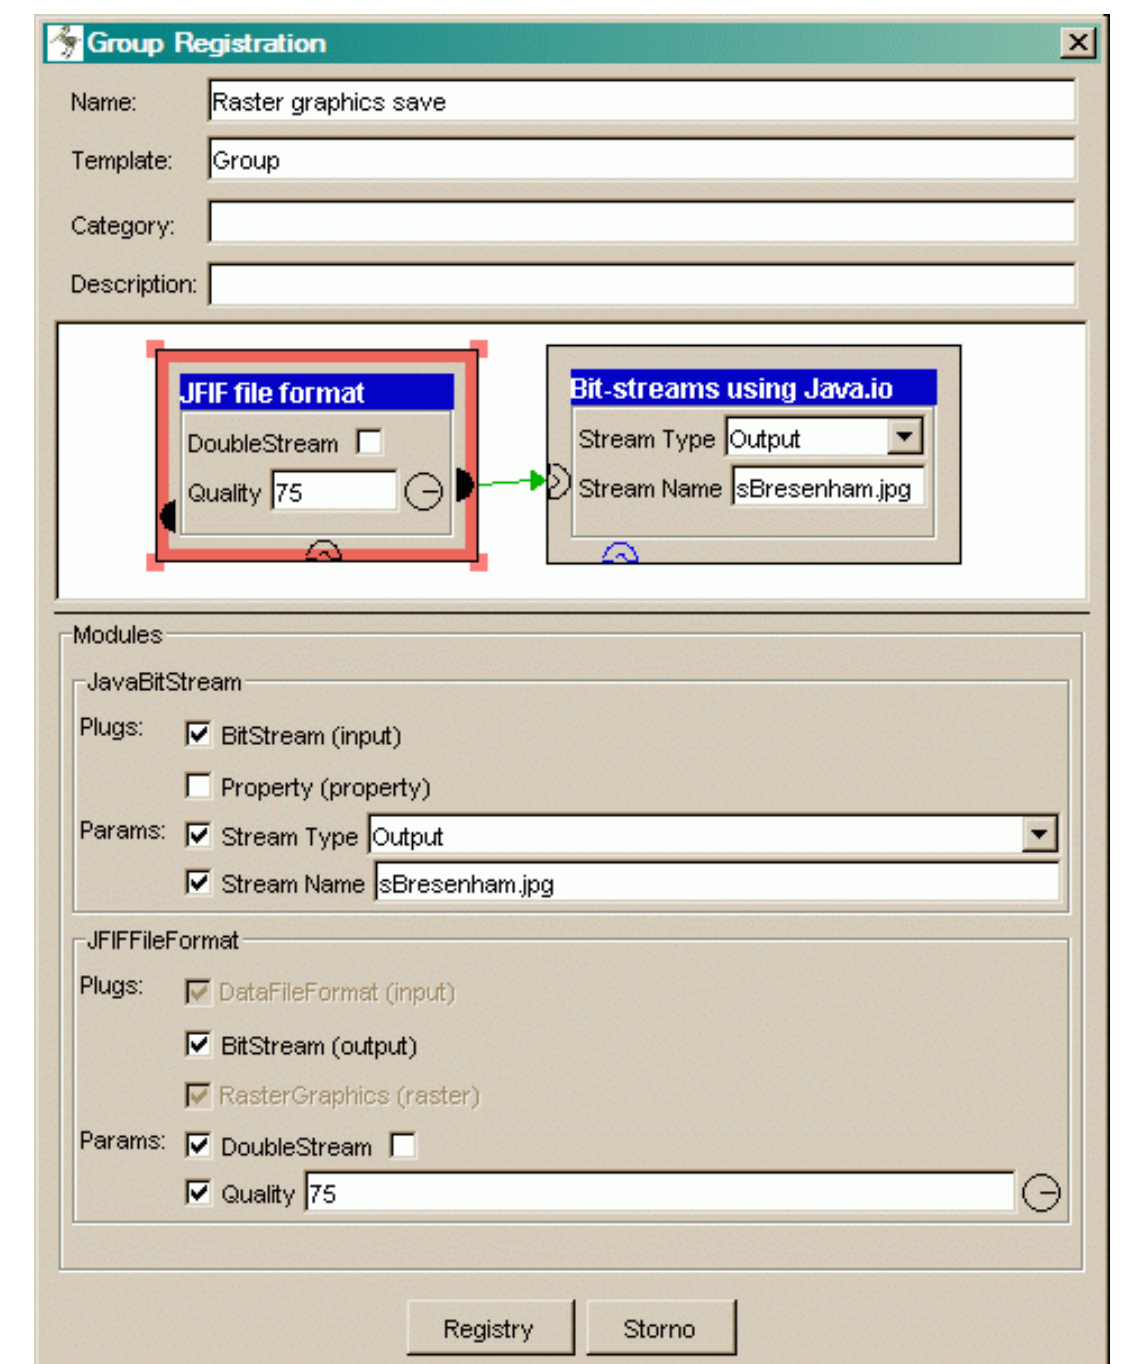 Group Registration
Name: Raster graphics save
Template: Group
Category:
Description:
JFIF file format
DoubleStream
Quality 75
Bit-streams using Java.io
Stream Type Output
Stream Name sBresenham.jpg
Modules
JavaBitStream
Plugs: BitStream (input)
Property (property)
Params: Stream Type Output
Stream Name sBresenham.jpg
JFIFFileFormat
Plugs: DataFileFormat (input)
BitStream (output)
RasterGraphics (raster)
Params: DoubleStream
Quality 75
Registry Storno